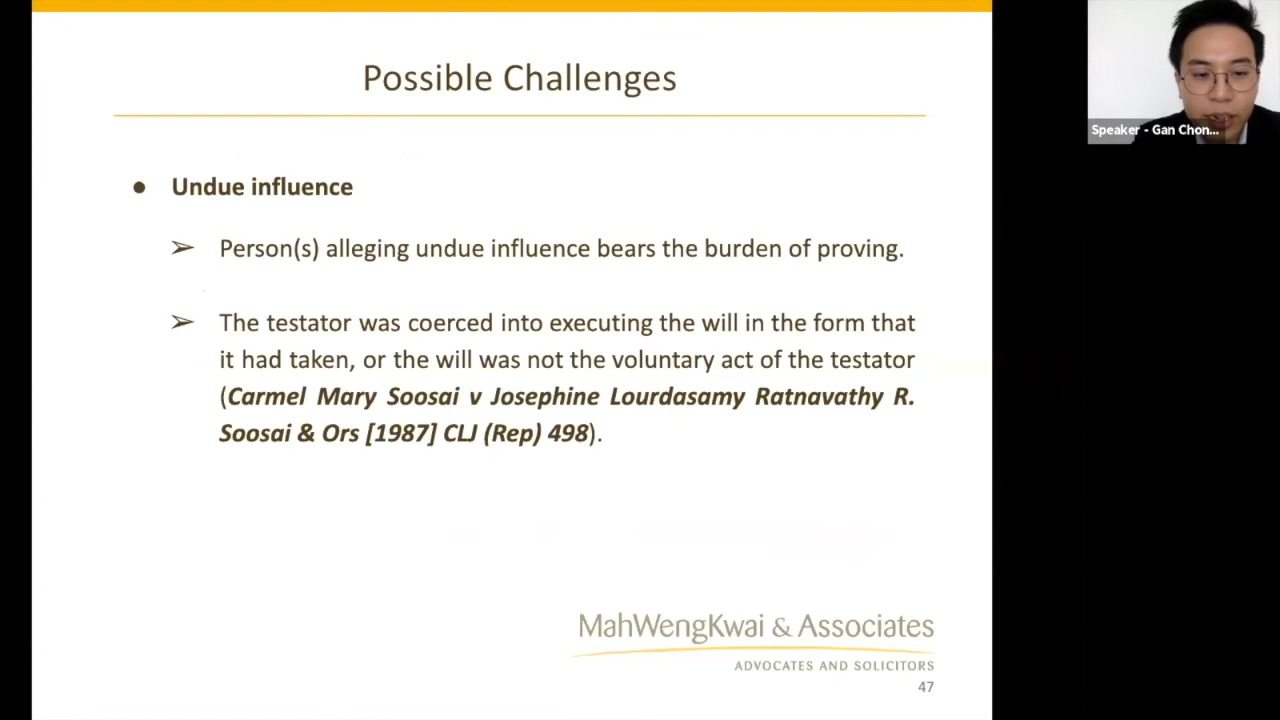 Possible Challenges
Speaker - Gan Chon...
● Undue influence
➢ Person(s) alleging undue influence bears the burden of proving.
➢ The testator was coerced into executing the will in the form that
it had taken, or the will was not the voluntary act of the testator
(Carmel Mary Soosai v Josephine Lourdasamy Ratnavathy R.
Soosai & Ors [1987] CLJ (Rep) 498).
MahWengKwai & Associates
ADVOCATES AND SOLICITORS
47